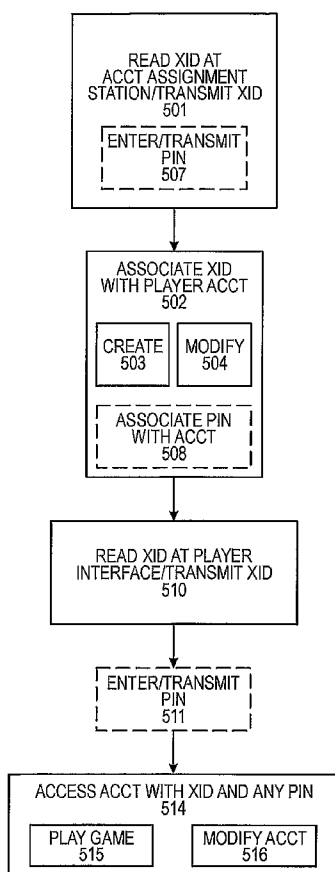 READ XID AT
ACCT ASSIGNMENT
STATION/TRANSMIT XID
501
ENTER/TRANSMIT
PIN
507
ASSOCIATE XID
WITH PLAYER ACCT
502
CREATE
503
MODIFY
504
ASSOCIATE PIN
WITH ACCT
508
READ XID AT PLAYER
INTERFACE/TRANSMIT XID
510
ENTER/TRANSMIT
PIN
511
ACCESS ACCT WITH XID AND ANY PIN
514
PLAY GAME
515
MODIFY ACCT
516